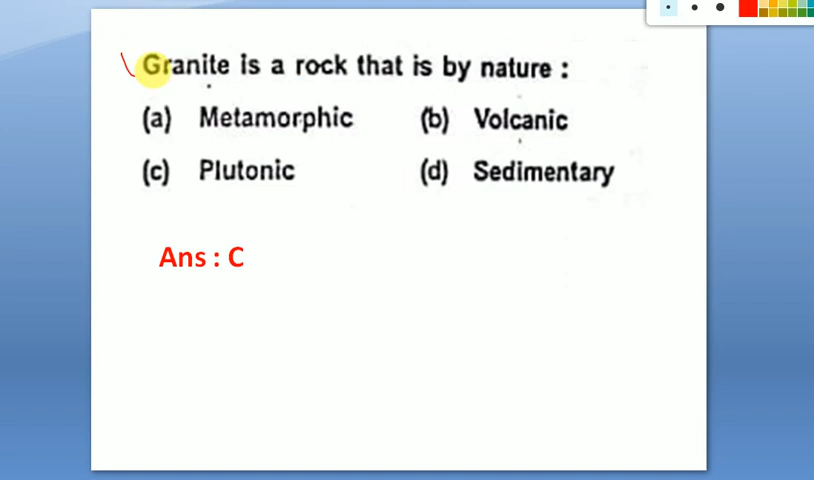 Granite is a rock that is by nature :
(a) Metamorphic (b) Volcanic
(c) Plutonic (d) Sedimentary
Ans : C